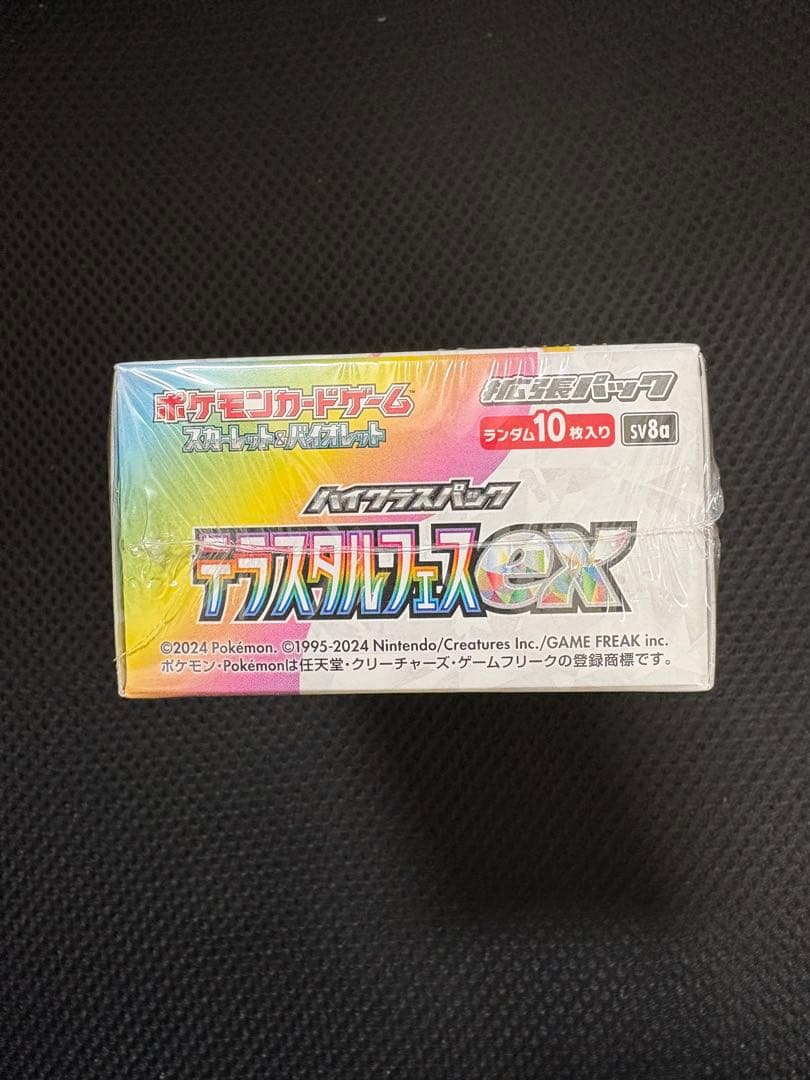 ポケモンカードゲーム™
スカーレット&バイオレット
拡張パック
ランダム10枚入り
SV8a
ハイクラスパック
テラスタルフェスex
©2024 Pokémon. ©1995-2024 Nintendo/Creatures Inc./GAME FREAK inc.
ポケモン・Pokémonは任天堂・クリーチャーズ・ゲームフリークの登録商標です。